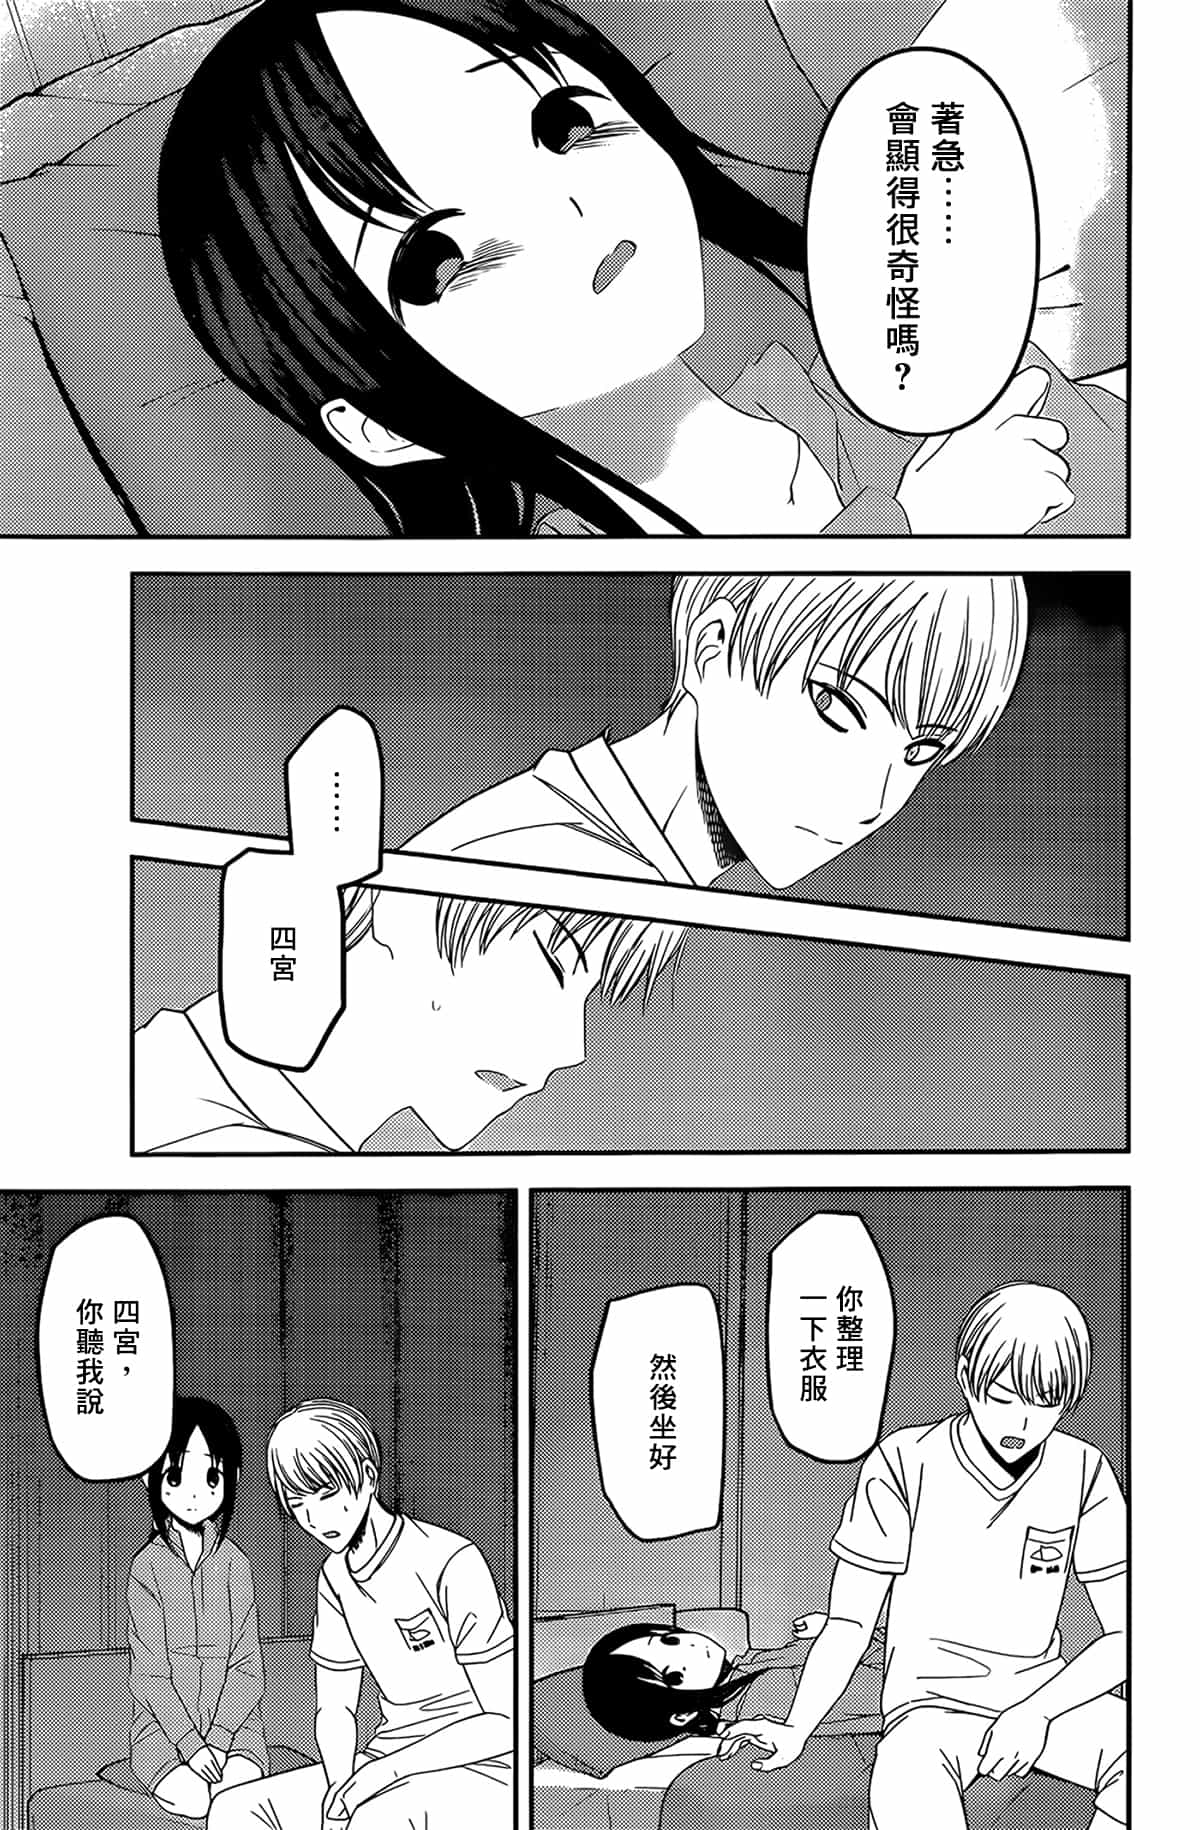 著急……
會顯得很奇怪嗎？
……
四宮
你整理
一下衣服
然後坐好
四宮，
你聽我說